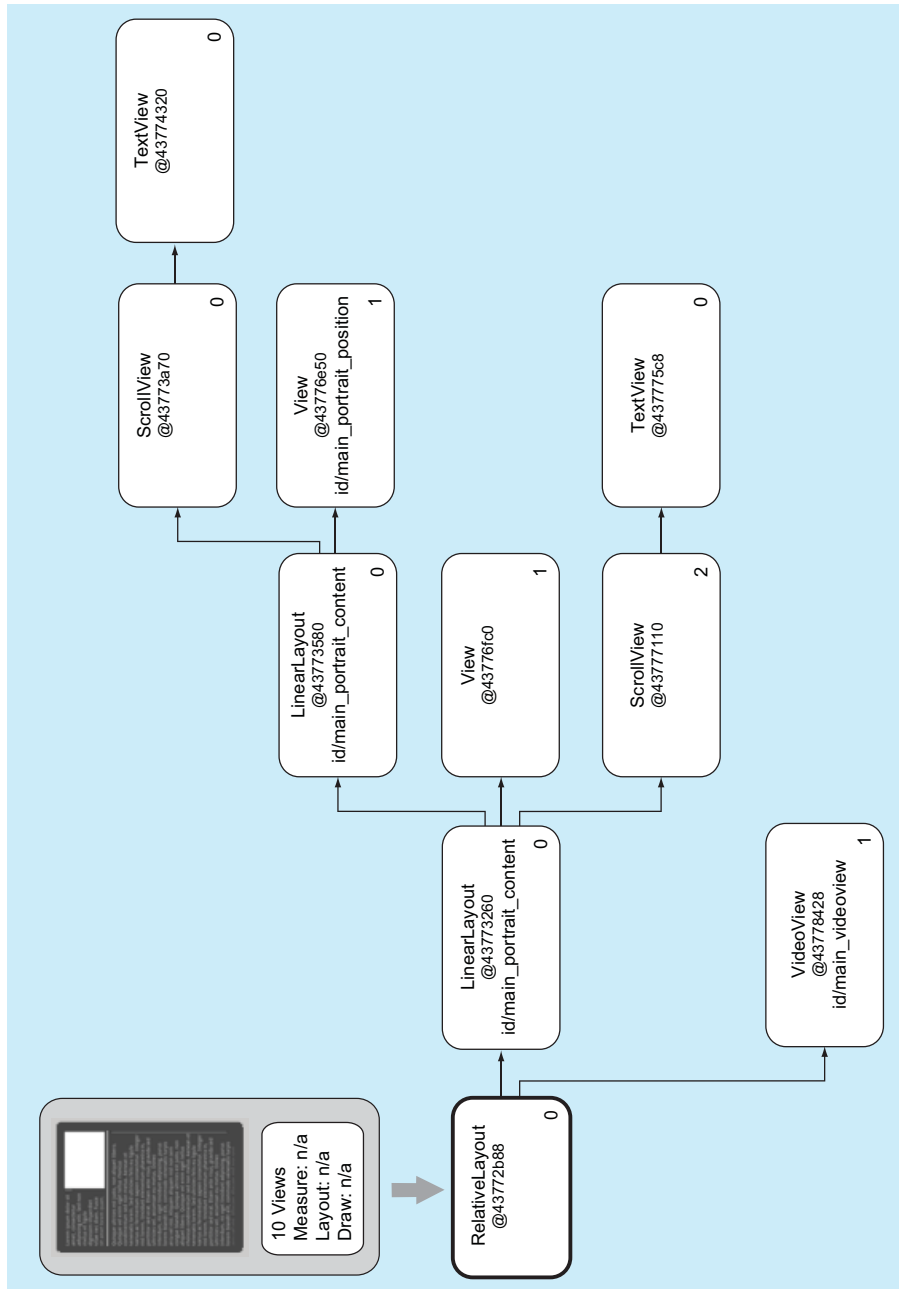 10 Views
Measure: n/a
Layout: n/a
Draw: n/a
RelativeLayout
@43772b88
0
LinearLayout
@43773260
id/main_portrait_content
0
VideoView
@43778428
id/main_videoview
1
LinearLayout
@43773580
id/main_portrait_content
0
View
@43776fc0
1
ScrollView
@43777110
2
ScrollView
@43773a70
0
View
@43776e50
id/main_portrait_position
1
TextView
@437775c8
0
TextView
@43774320
0